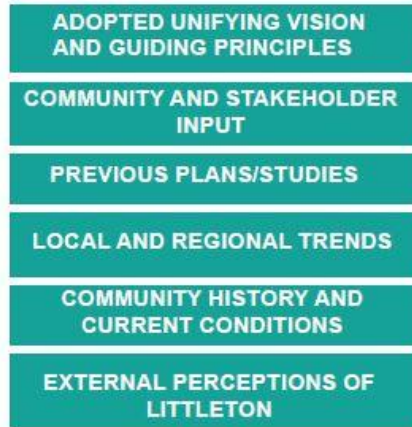 ADOPTED UNIFYING VISION
AND GUIDING PRINCIPLES
COMMUNITY AND STAKEHOLDER
INPUT
PREVIOUS PLANS/STUDIES
LOCAL AND REGIONAL TRENDS
COMMUNITY HISTORY AND
CURRENT CONDITIONS
EXTERNAL PERCEPTIONS OF
LITTLETON